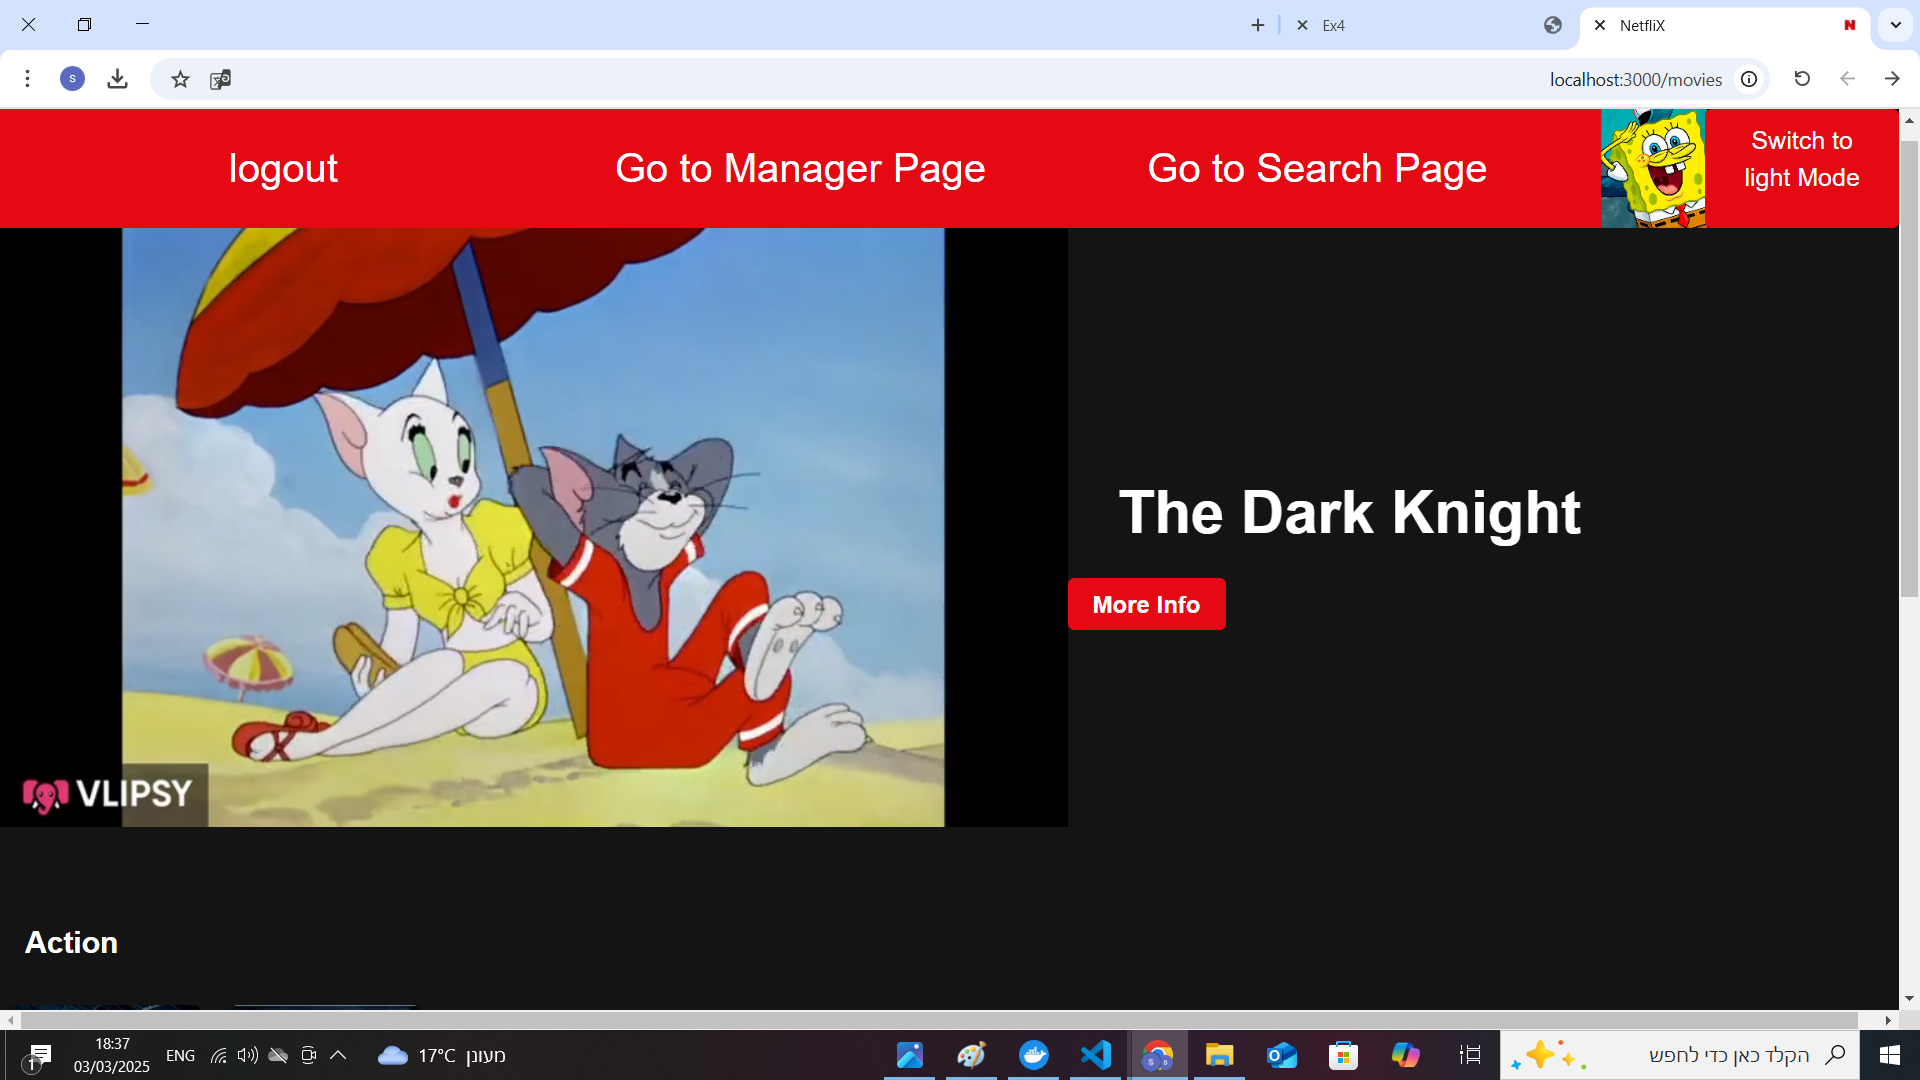 Ex4
NetfliX
N
S
localhost:3000/movies
logout
Go to Manager Page
Go to Search Page
Switch to
light Mode
The Dark Knight
More Info
VLIPSY
Action
1
18:37
03/03/2025
ENG
17°C מעונן
הקלד כאן כדי לחפש